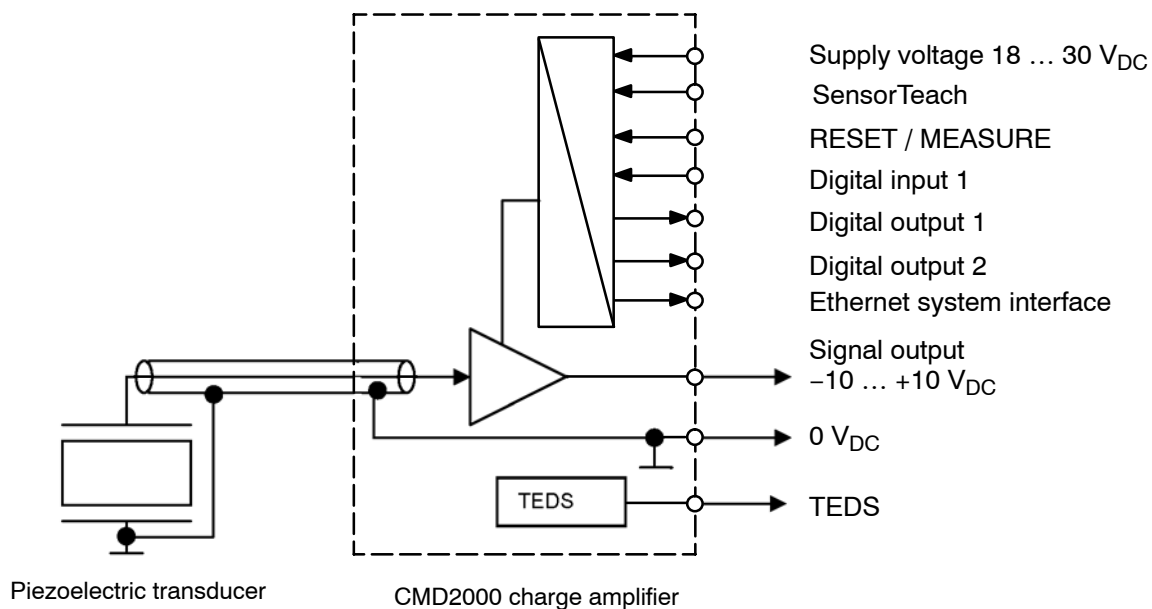 Supply voltage 18 … 30 VDC
SensorTeach
RESET / MEASURE
Digital input 1
Digital output 1
Digital output 2
Ethernet system interface
Signal output
−10 … +10 VDC
0 VDC
TEDS
TEDS
Piezoelectric transducer
CMD2000 charge amplifier